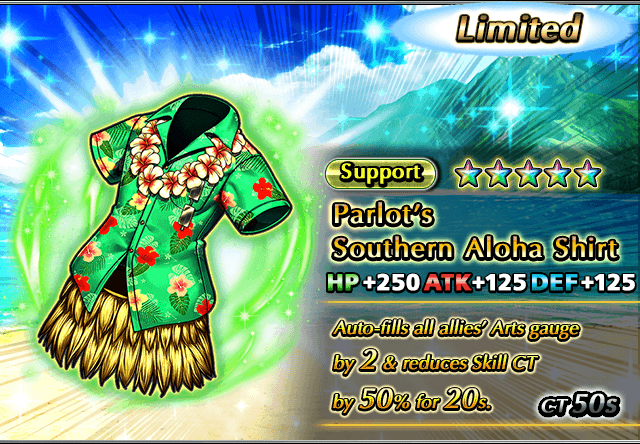 Limited
Support
Parlot's
Southern Aloha Shirt
HP +250 ATK+125 DEF+125
Auto-fills all allies' Arts gauge
by 2 & reduces Skill CT
by 50% for 20s.
CT 50s